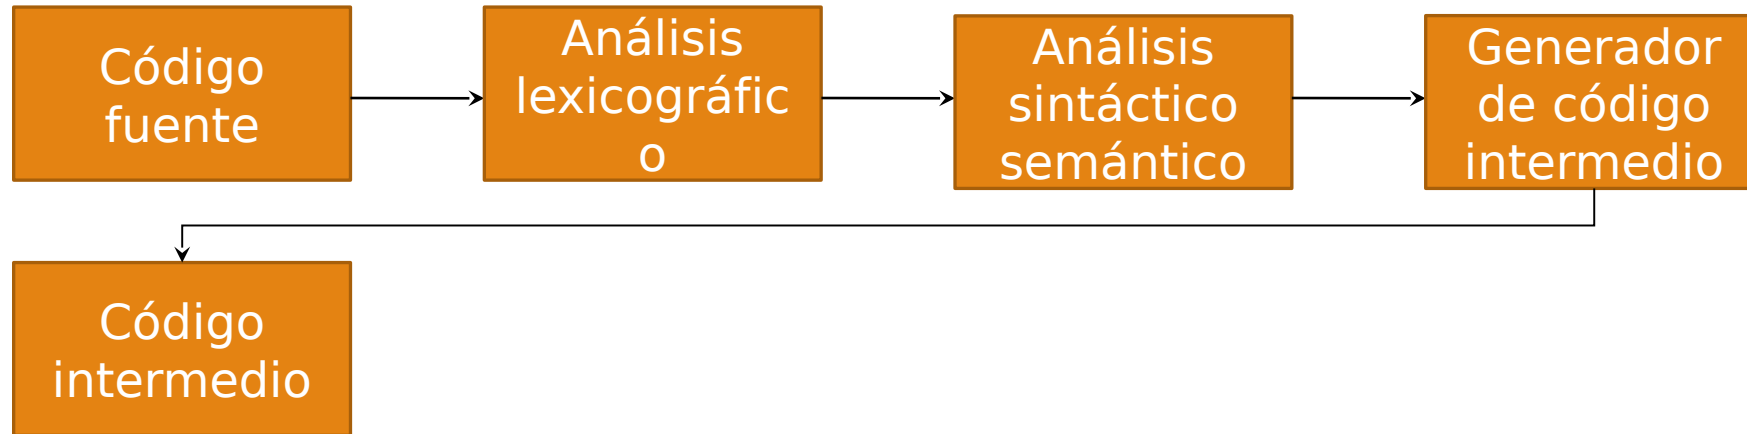 Código
fuente
Análisis
lexicográfic
o
Análisis
sintáctico
semántico
Generador
de código
intermedio
Código
intermedio